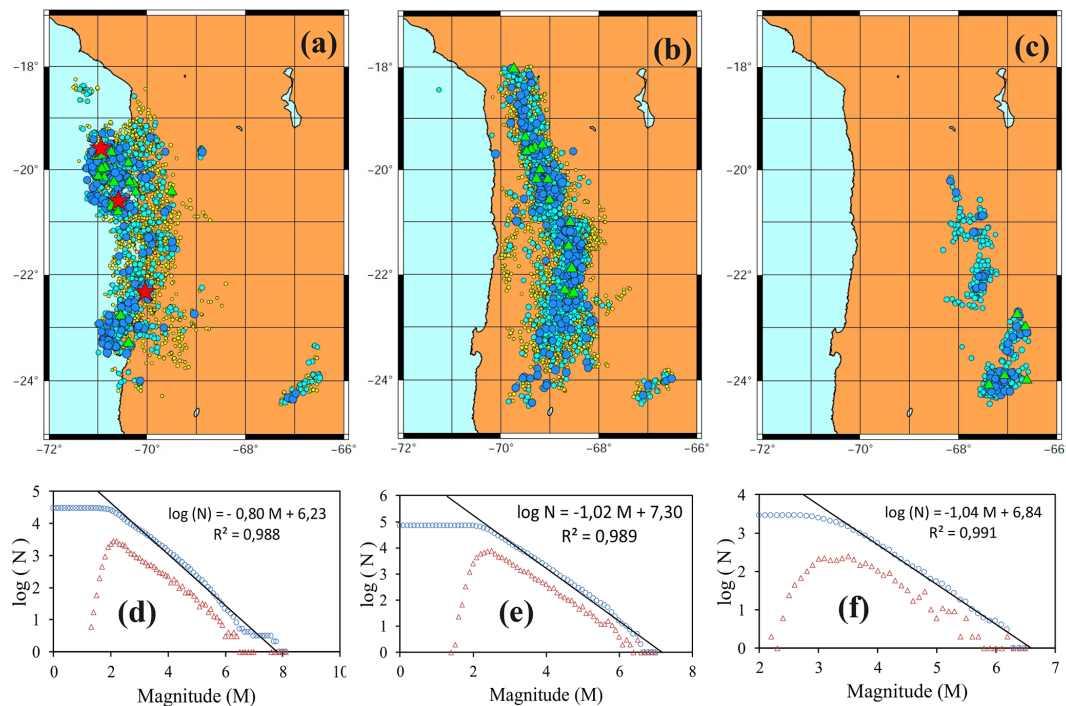 (a)
−18°
−20°
−22°
−24°
−72° −70° −68° −66°
(b)
−18°
−20°
−22°
−24°
−72° −70° −68° −66°
(c)
−18°
−20°
−22°
−24°
−72° −70° −68° −66°
5
4
3
2
1
0
log ( N )
log (N) = - 0,80 M + 6,23
R² = 0,988
(d)
0 2 4 6 8 10
Magnitude (M)
6
5
4
3
2
1
0
log ( N )
log N = -1,02 M + 7,30
R² = 0,989
(e)
0 2 4 6 8
Magnitude (M)
4
3
2
1
0
log ( N )
log (N) = -1,04 M + 6,84
R² = 0,991
(f)
2 3 4 5 6 7
Magnitude (M)